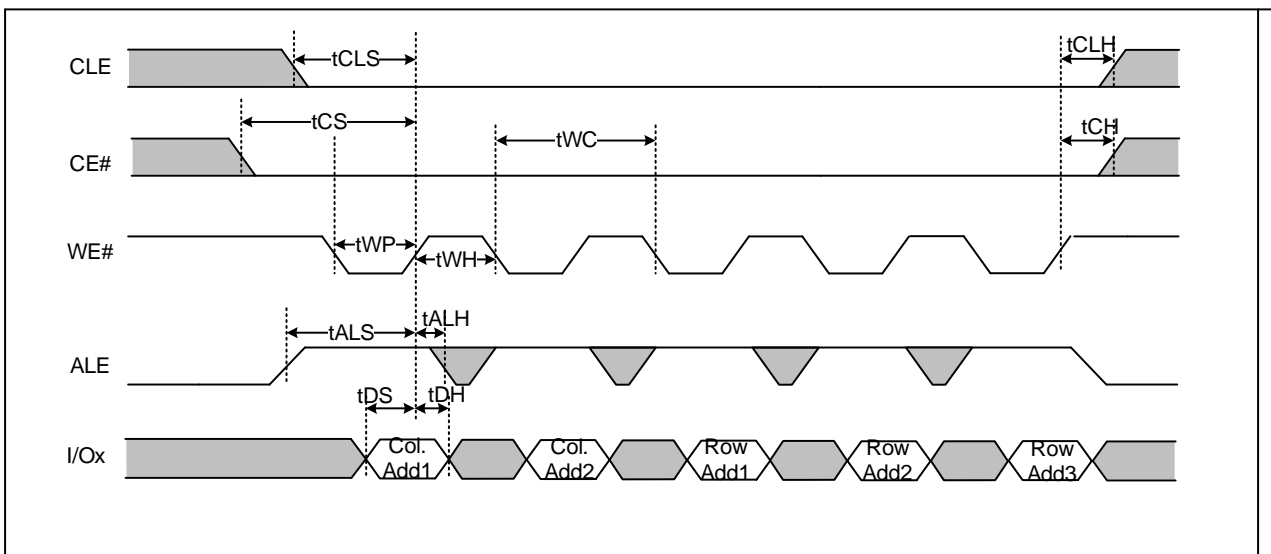 CLE
tCLS
tCLH
CE#
tCS
tWC
tCH
WE#
tWP
tWH
ALE
tALS
tALH
tDS
tDH
I/Ox
Col.
Add1
Col.
Add2
Row
Add1
Row
Add2
Row
Add3